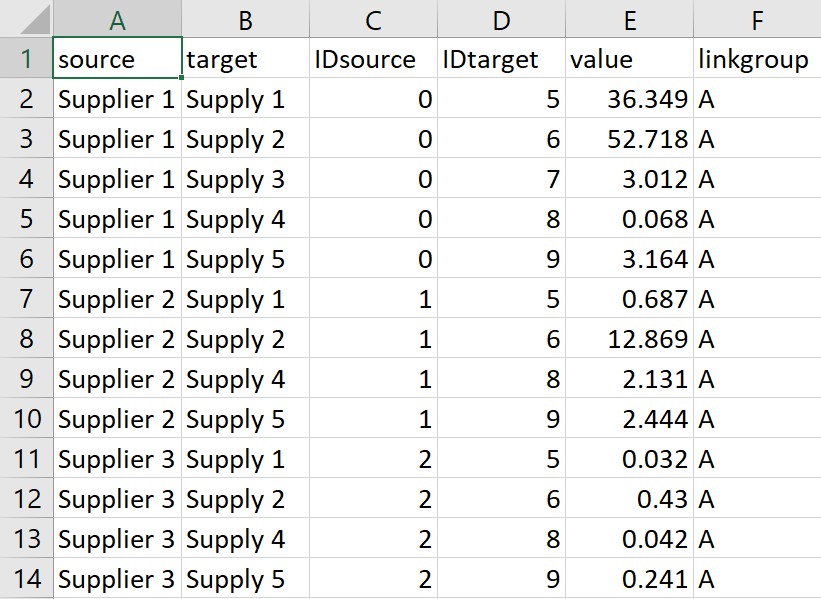 A B C D E F
1 source target IDsource IDtarget value linkgroup
2 Supplier 1 Supply 1 0 5 36.349 A
3 Supplier 1 Supply 2 0 6 52.718 A
4 Supplier 1 Supply 3 0 7 3.012 A
5 Supplier 1 Supply 4 0 8 0.068 A
6 Supplier 1 Supply 5 0 9 3.164 A
7 Supplier 2 Supply 1 1 5 0.687 A
8 Supplier 2 Supply 2 1 6 12.869 A
9 Supplier 2 Supply 4 1 8 2.131 A
10 Supplier 2 Supply 5 1 9 2.444 A
11 Supplier 3 Supply 1 2 5 0.032 A
12 Supplier 3 Supply 2 2 6 0.43 A
13 Supplier 3 Supply 4 2 8 0.042 A
14 Supplier 3 Supply 5 2 9 0.241 A